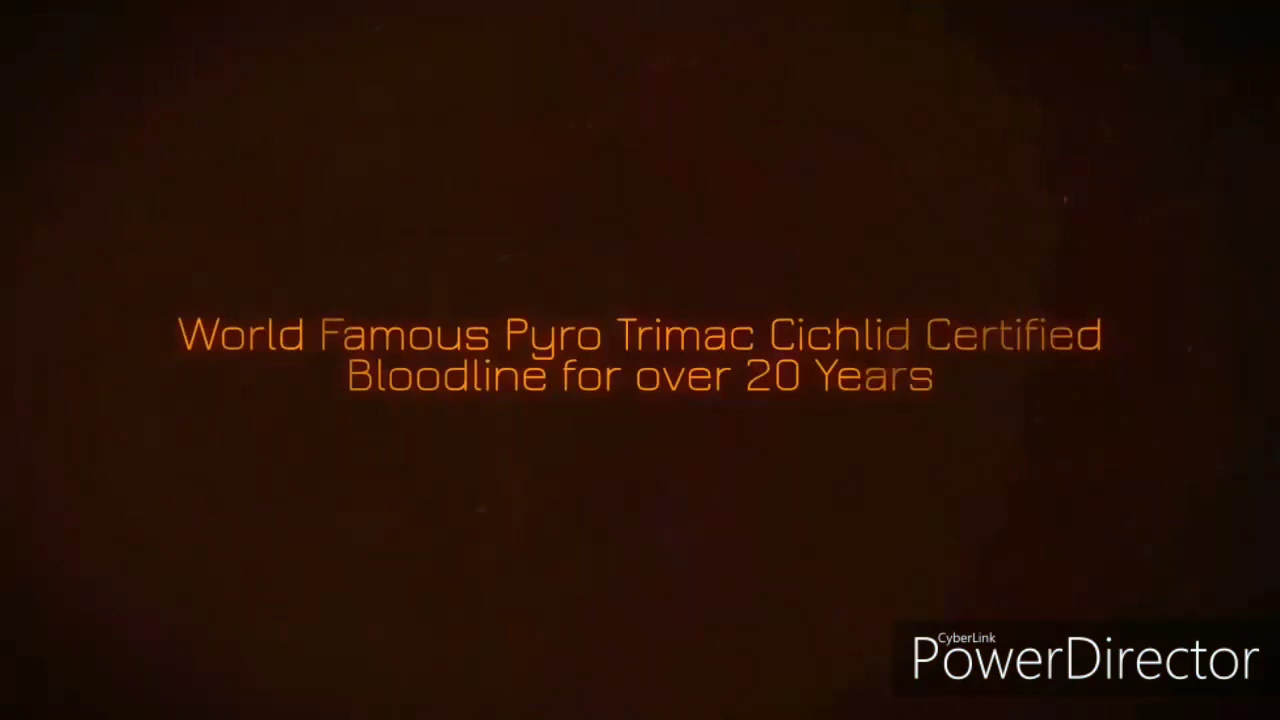 World Famous Pyro Trimac Cichlid Certified
Bloodline for over 20 Years
CyberLink
PowerDirector